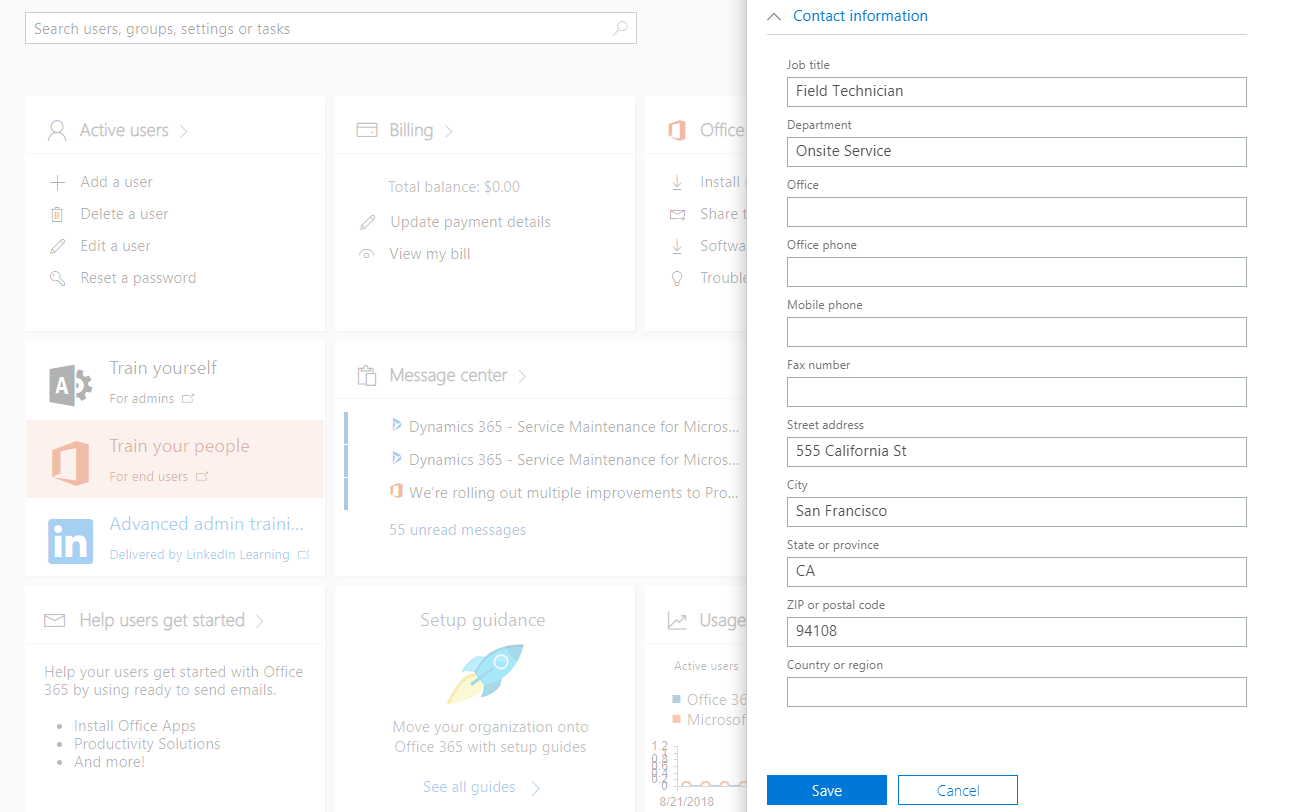 Search users, groups, settings or tasks
Active users
Add a user
Delete a user
Edit a user
Reset a password
Billing
Total balance: $0.00
Update payment details
View my bill
Office
Install
Share t
Softwa
Trouble
A
Train yourself
For admins
Train your people
For end users
in
Advanced admin traini...
Delivered by LinkedIn Learning
Message center
Dynamics 365 - Service Maintenance for Micros...
Dynamics 365 - Service Maintenance for Micros...
We're rolling out multiple improvements to Pro...
55 unread messages
Help users get started
Help your users get started with Office
365 by using ready to send emails.
• Install Office Apps
• Productivity Solutions
• And more!
Setup guidance
Move your organization onto
Office 365 with setup guides
See all guides
Usage
Active users
Office 36
Microsof
1.2
1
0.8
0.6
0.4
0.2
0
8/21/2018
Contact information
Job title
Field Technician
Department
Onsite Service
Office
Office phone
Mobile phone
Fax number
Street address
555 California St
City
San Francisco
State or province
CA
ZIP or postal code
94108
Country or region
Save
Cancel